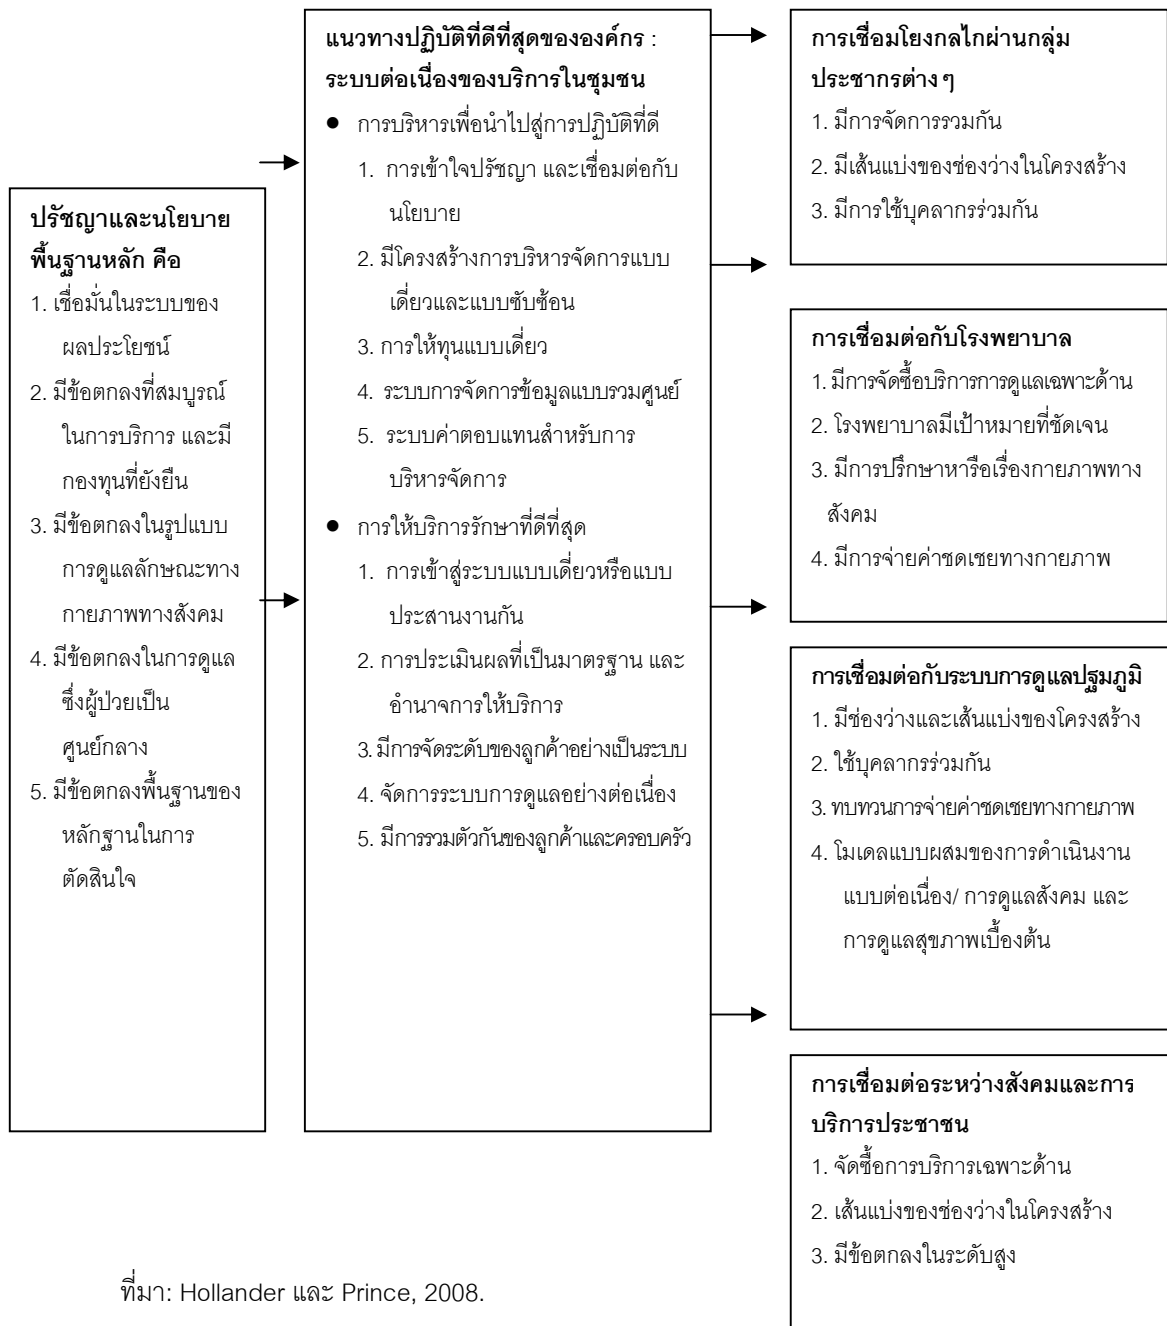 ปรัชญาและนโยบาย
พื้นฐานหลัก คือ
1. เชื่อมั่นในระบบของ
ผลประโยชน์
2. มีข้อตกลงที่สมบูรณ์
ในการบริการ และมี
กองทุนที่ยั่งยืน
3. มีข้อตกลงในรูปแบบ
การดูแลลักษณะทาง
กายภาพทางสังคม
4. มีข้อตกลงในการดูแล
ซึ่งผู้ป่วยเป็น
ศูนย์กลาง
5. มีข้อตกลงพื้นฐานของ
หลักฐานในการ
ตัดสินใจ
แนวทางปฏิบัติที่ดีที่สุดขององค์กร :
ระบบต่อเนื่องของบริการในชุมชน
● การบริหารเพื่อนำไปสู่การปฏิบัติที่ดี
1. การเข้าใจปรัชญา และเชื่อมต่อกับ
นโยบาย
2. มีโครงสร้างการบริหารจัดการแบบ
เดี่ยวและแบบซับซ้อน
3. การให้ทุนแบบเดี่ยว
4. ระบบการจัดการข้อมูลแบบรวมศูนย์
5. ระบบค่าตอบแทนสำหรับการ
บริหารจัดการ
● การให้บริการรักษาที่ดีที่สุด
1. การเข้าสู่ระบบแบบเดี่ยวหรือแบบ
ประสานงานกัน
2. การประเมินผลที่เป็นมาตรฐาน และ
อำนาจการให้บริการ
3. มีการจัดระดับของลูกค้าอย่างเป็นระบบ
4. จัดการระบบการดูแลอย่างต่อเนื่อง
5. มีการรวมตัวกันของลูกค้าและครอบครัว
การเชื่อมโยงกลไกผ่านกลุ่ม
ประชากรต่าง ๆ
1. มีการจัดการรวมกัน
2. มีเส้นแบ่งของช่องว่างในโครงสร้าง
3. มีการใช้บุคลากรร่วมกัน
การเชื่อมต่อกับโรงพยาบาล
1. มีการจัดซื้อบริการการดูแลเฉพาะด้าน
2. โรงพยาบาลมีเป้าหมายที่ชัดเจน
3. มีการปรึกษาหารือเรื่องกายภาพทาง
สังคม
4. มีการจ่ายค่าชดเชยทางกายภาพ
การเชื่อมต่อกับระบบการดูแลปฐมภูมิ
1. มีช่องว่างและเส้นแบ่งของโครงสร้าง
2. ใช้บุคลากรร่วมกัน
3. ทบทวนการจ่ายค่าชดเชยทางกายภาพ
4. โมเดลแบบผสมของการดำเนินงาน
แบบต่อเนื่อง/ การดูแลสังคม และ
การดูแลสุขภาพเบื้องต้น
การเชื่อมต่อระหว่างสังคมและการ
บริการประชาชน
1. จัดซื้อการบริการเฉพาะด้าน
2. เส้นแบ่งของช่องว่างในโครงสร้าง
3. มีข้อตกลงในระดับสูง
ที่มา: Hollander และ Prince, 2008.